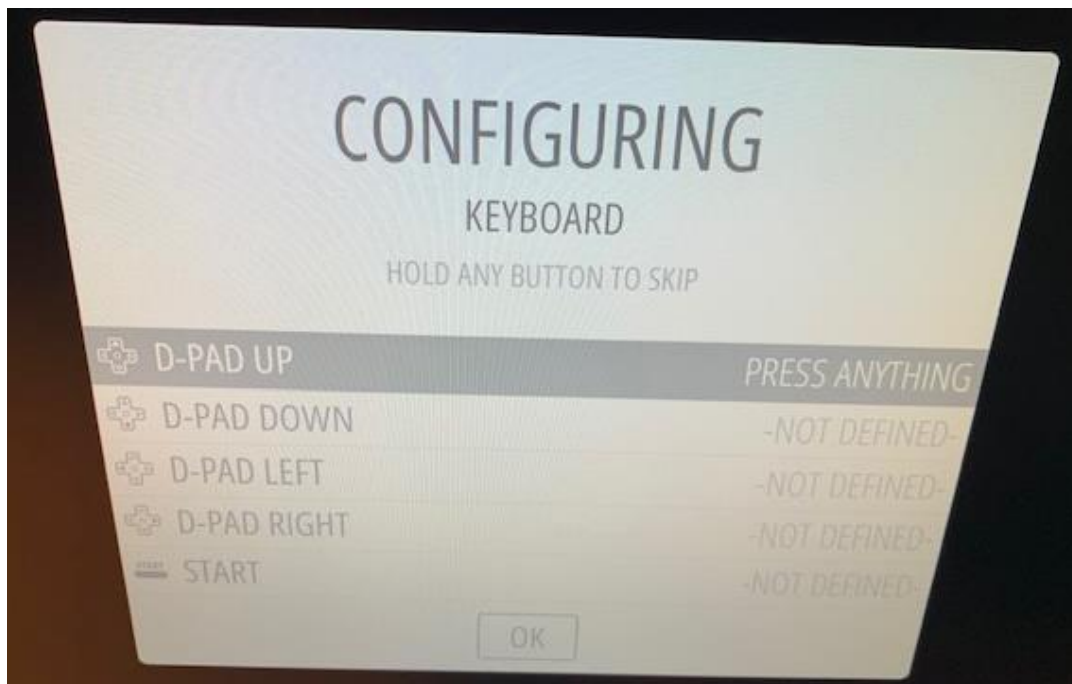 CONFIGURING
KEYBOARD
HOLD ANY BUTTON TO SKIP
D-PAD UP PRESS ANYTHING
D-PAD DOWN -NOT DEFINED-
D-PAD LEFT -NOT DEFINED-
D-PAD RIGHT -NOT DEFINED-
START START -NOT DEFINED-
OK